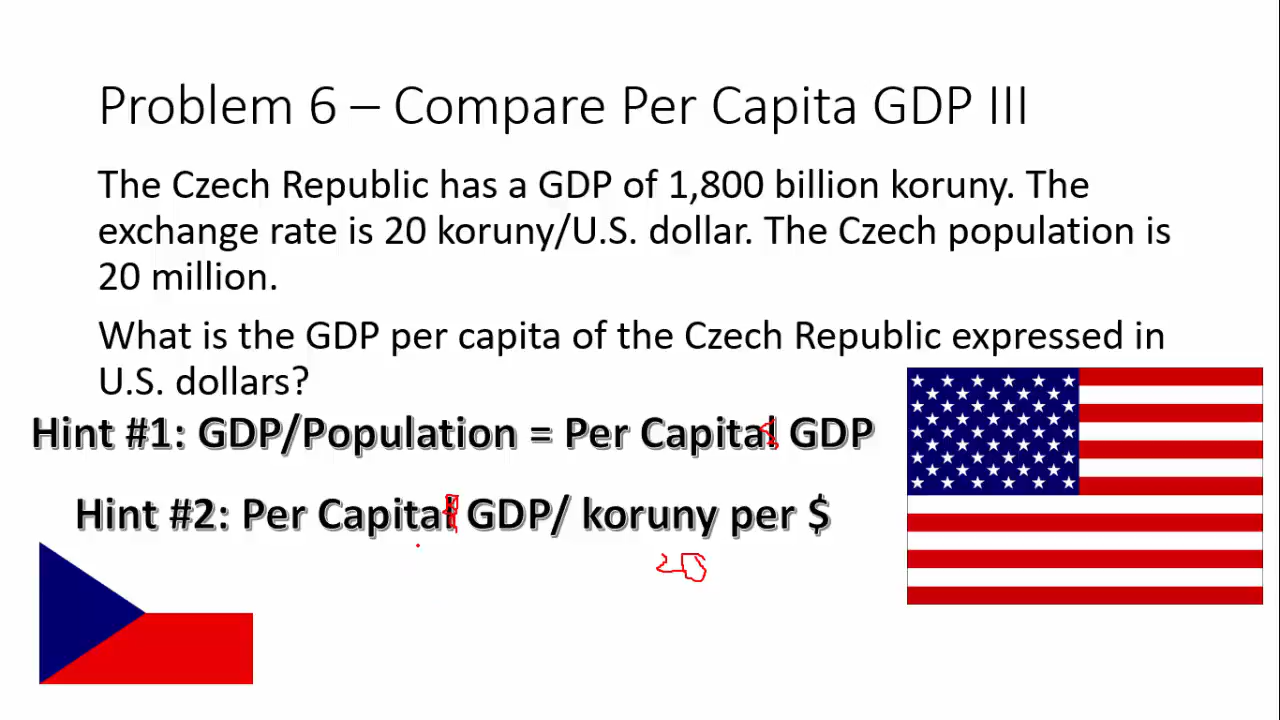 Problem 6 – Compare Per Capita GDP III
The Czech Republic has a GDP of 1,800 billion koruny. The
exchange rate is 20 koruny/U.S. dollar. The Czech population is
20 million.
What is the GDP per capita of the Czech Republic expressed in
U.S. dollars?
Hint #1: GDP/Population = Per Capital GDP
Hint #2: Per Capital GDP/ koruny per $
20